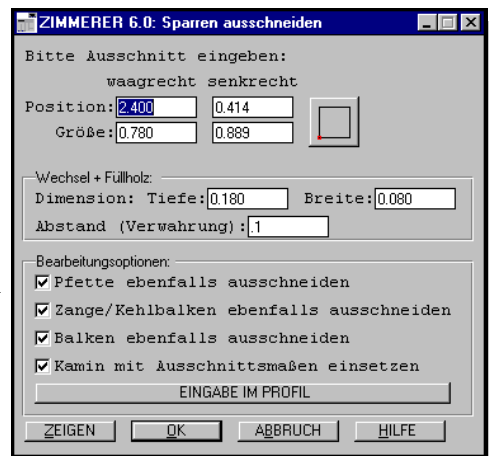 ZIMMERER 6.0: Sparren ausschneiden
Bitte Ausschnitt eingeben:
waagrecht senkrecht
Position: 2.400 0.414
Größe: 0.780 0.889
Wechsel + Füllholz:
Dimension: Tiefe: 0.180 Breite: 0.080
Abstand (Verwahrung): .1
Bearbeitungsoptionen:
Pfette ebenfalls ausschneiden
Zange/Kehlbalken ebenfalls ausschneiden
Balken ebenfalls ausschneiden
Kamin mit Ausschnittsmaßen einsetzen
EINGABE IM PROFIL
ZEIGEN OK ABBRUCH HILFE